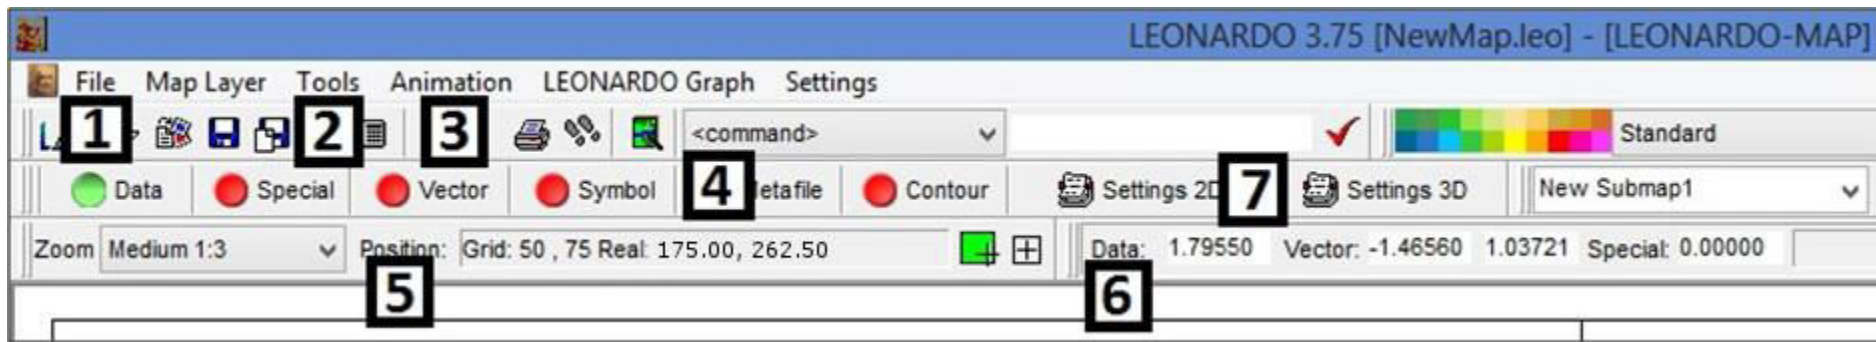 LEONARDO 3.75 [NewMap.leo] - [LEONARDO-MAP]
File Map Layer Tools Animation LEONARDO Graph Settings
1 2 3 <command> Standard
Data Special Vector Symbol 4 Contour Settings 2D 7 Settings 3D New Submap1
Zoom Medium 1:3 Position: Grid: 50 , 75 Real: 175.00, 262.50 Data: 1.79550 Vector: -1.46560 1.03721 Special: 0.00000
5 6